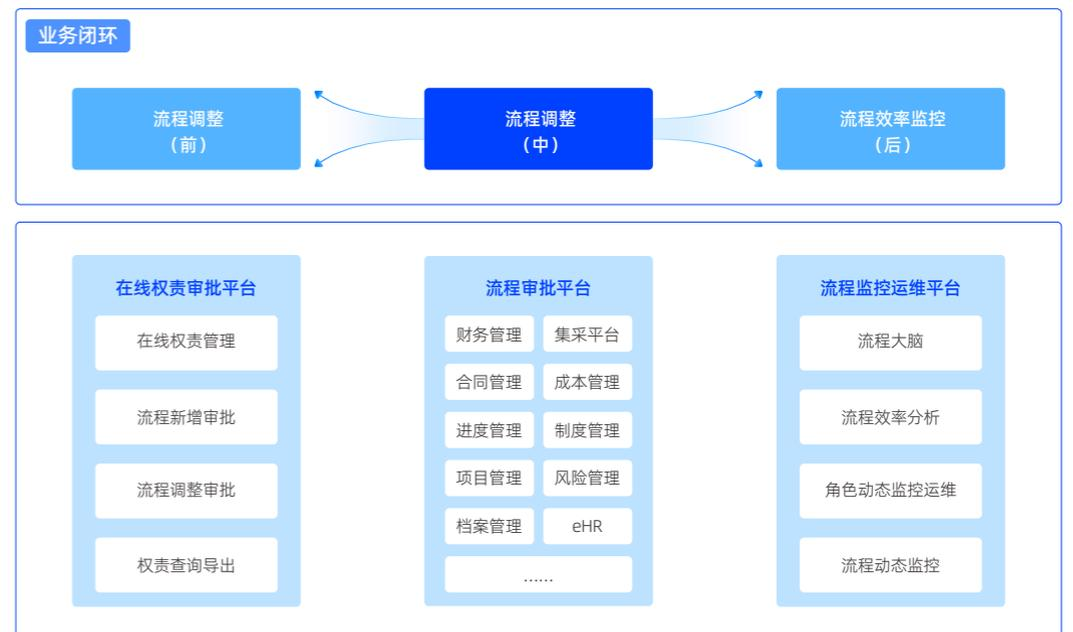 业务闭环
流程调整
（前）
流程调整
（中）
流程效率监控
（后）
在线权责审批平台
在线权责管理
流程新增审批
流程调整审批
权责查询导出
流程审批平台
财务管理
集采平台
合同管理
成本管理
进度管理
制度管理
项目管理
风险管理
档案管理
eHR
……
流程监控运维平台
流程大脑
流程效率分析
角色动态监控运维
流程动态监控